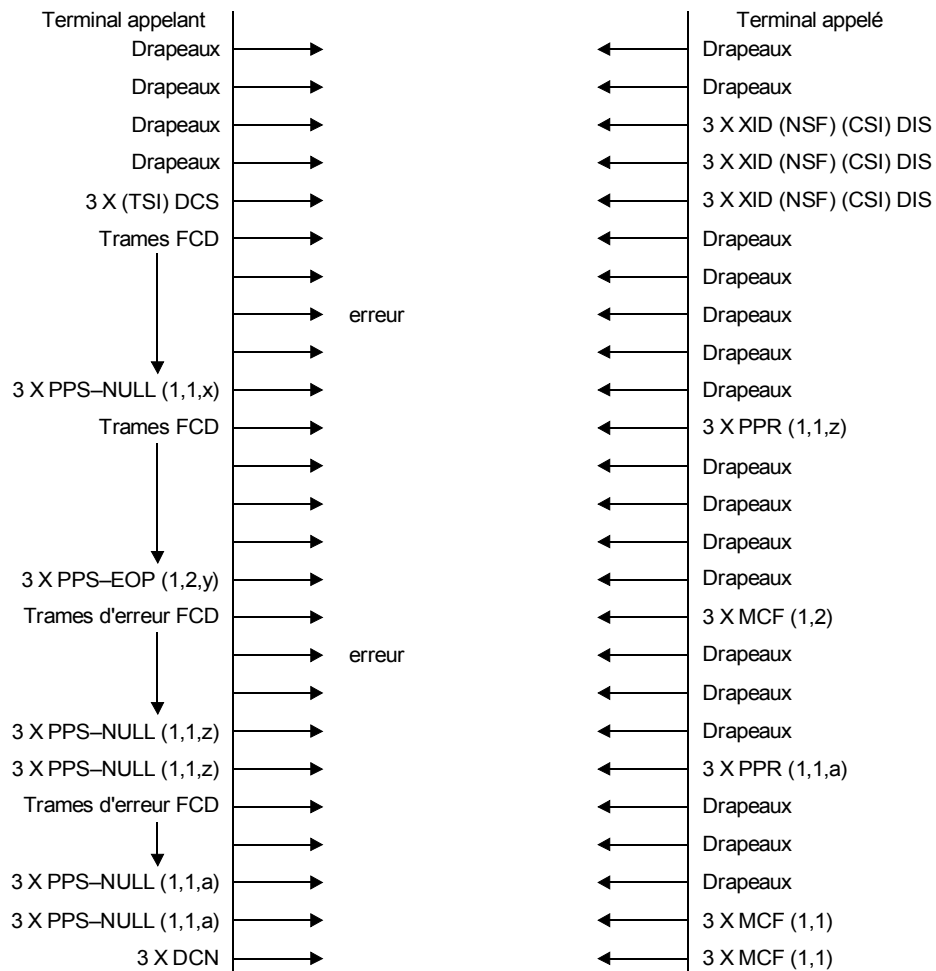 Terminal appelant Terminal appelé
Drapeaux Drapeaux
Drapeaux Drapeaux
Drapeaux 3 X XID (NSF) (CSI) DIS
Drapeaux 3 X XID (NSF) (CSI) DIS
3 X (TSI) DCS 3 X XID (NSF) (CSI) DIS
Trames FCD Drapeaux
Drapeaux
erreur Drapeaux
Drapeaux
3 X PPS–NULL (1,1,x) Drapeaux
Trames FCD 3 X PPR (1,1,z)
Drapeaux
Drapeaux
Drapeaux
3 X PPS–EOP (1,2,y) Drapeaux
Trames d'erreur FCD 3 X MCF (1,2)
erreur Drapeaux
Drapeaux
3 X PPS–NULL (1,1,z) Drapeaux
3 X PPS–NULL (1,1,z) 3 X PPR (1,1,a)
Trames d'erreur FCD Drapeaux
Drapeaux
3 X PPS–NULL (1,1,a) Drapeaux
3 X PPS–NULL (1,1,a) 3 X MCF (1,1)
3 X DCN 3 X MCF (1,1)